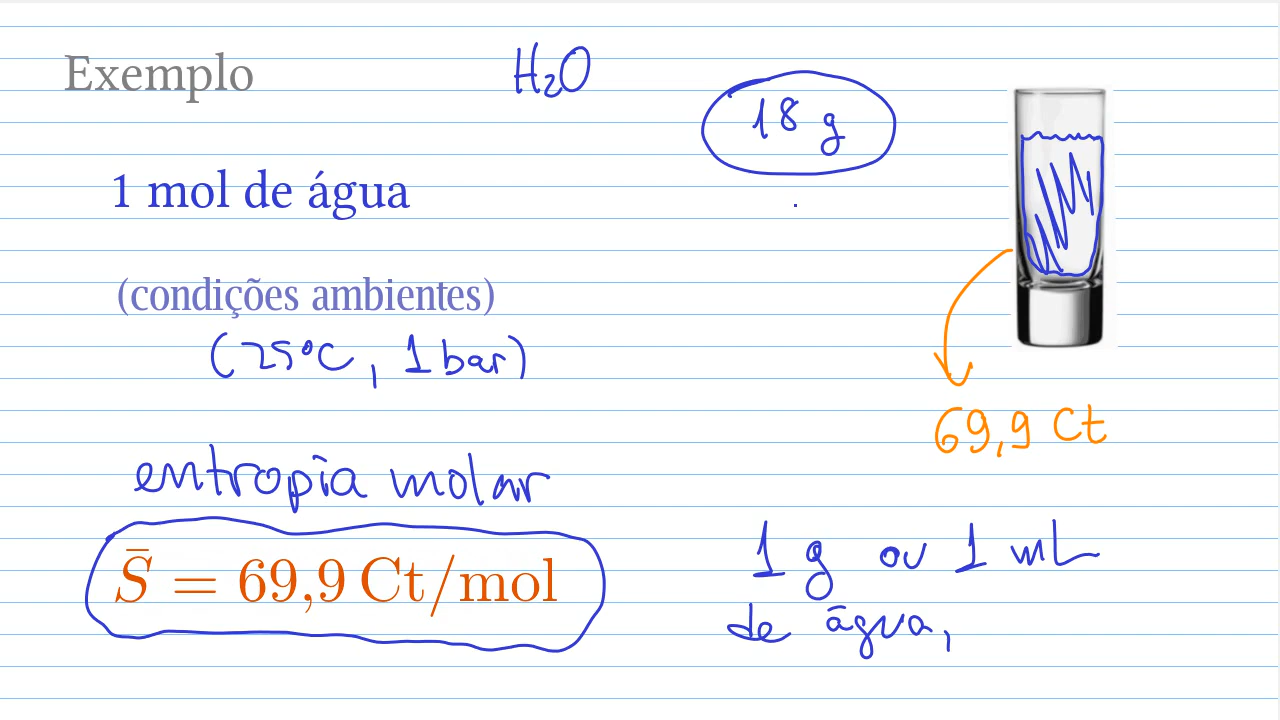 Exemplo
H₂O
18 g
1 mol de água
(condições ambientes)
(25°C, 1 bar)
69,9 Ct
entropia molar
S̄ = 69,9 Ct/mol
1 g ou 1 mL
de água,